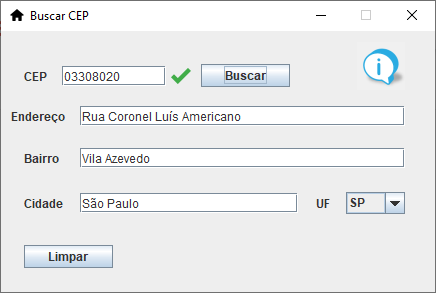 Buscar CEP
CEP 03308020 Buscar
Endereço Rua Coronel Luís Americano
Bairro Vila Azevedo
Cidade São Paulo UF SP
Limpar